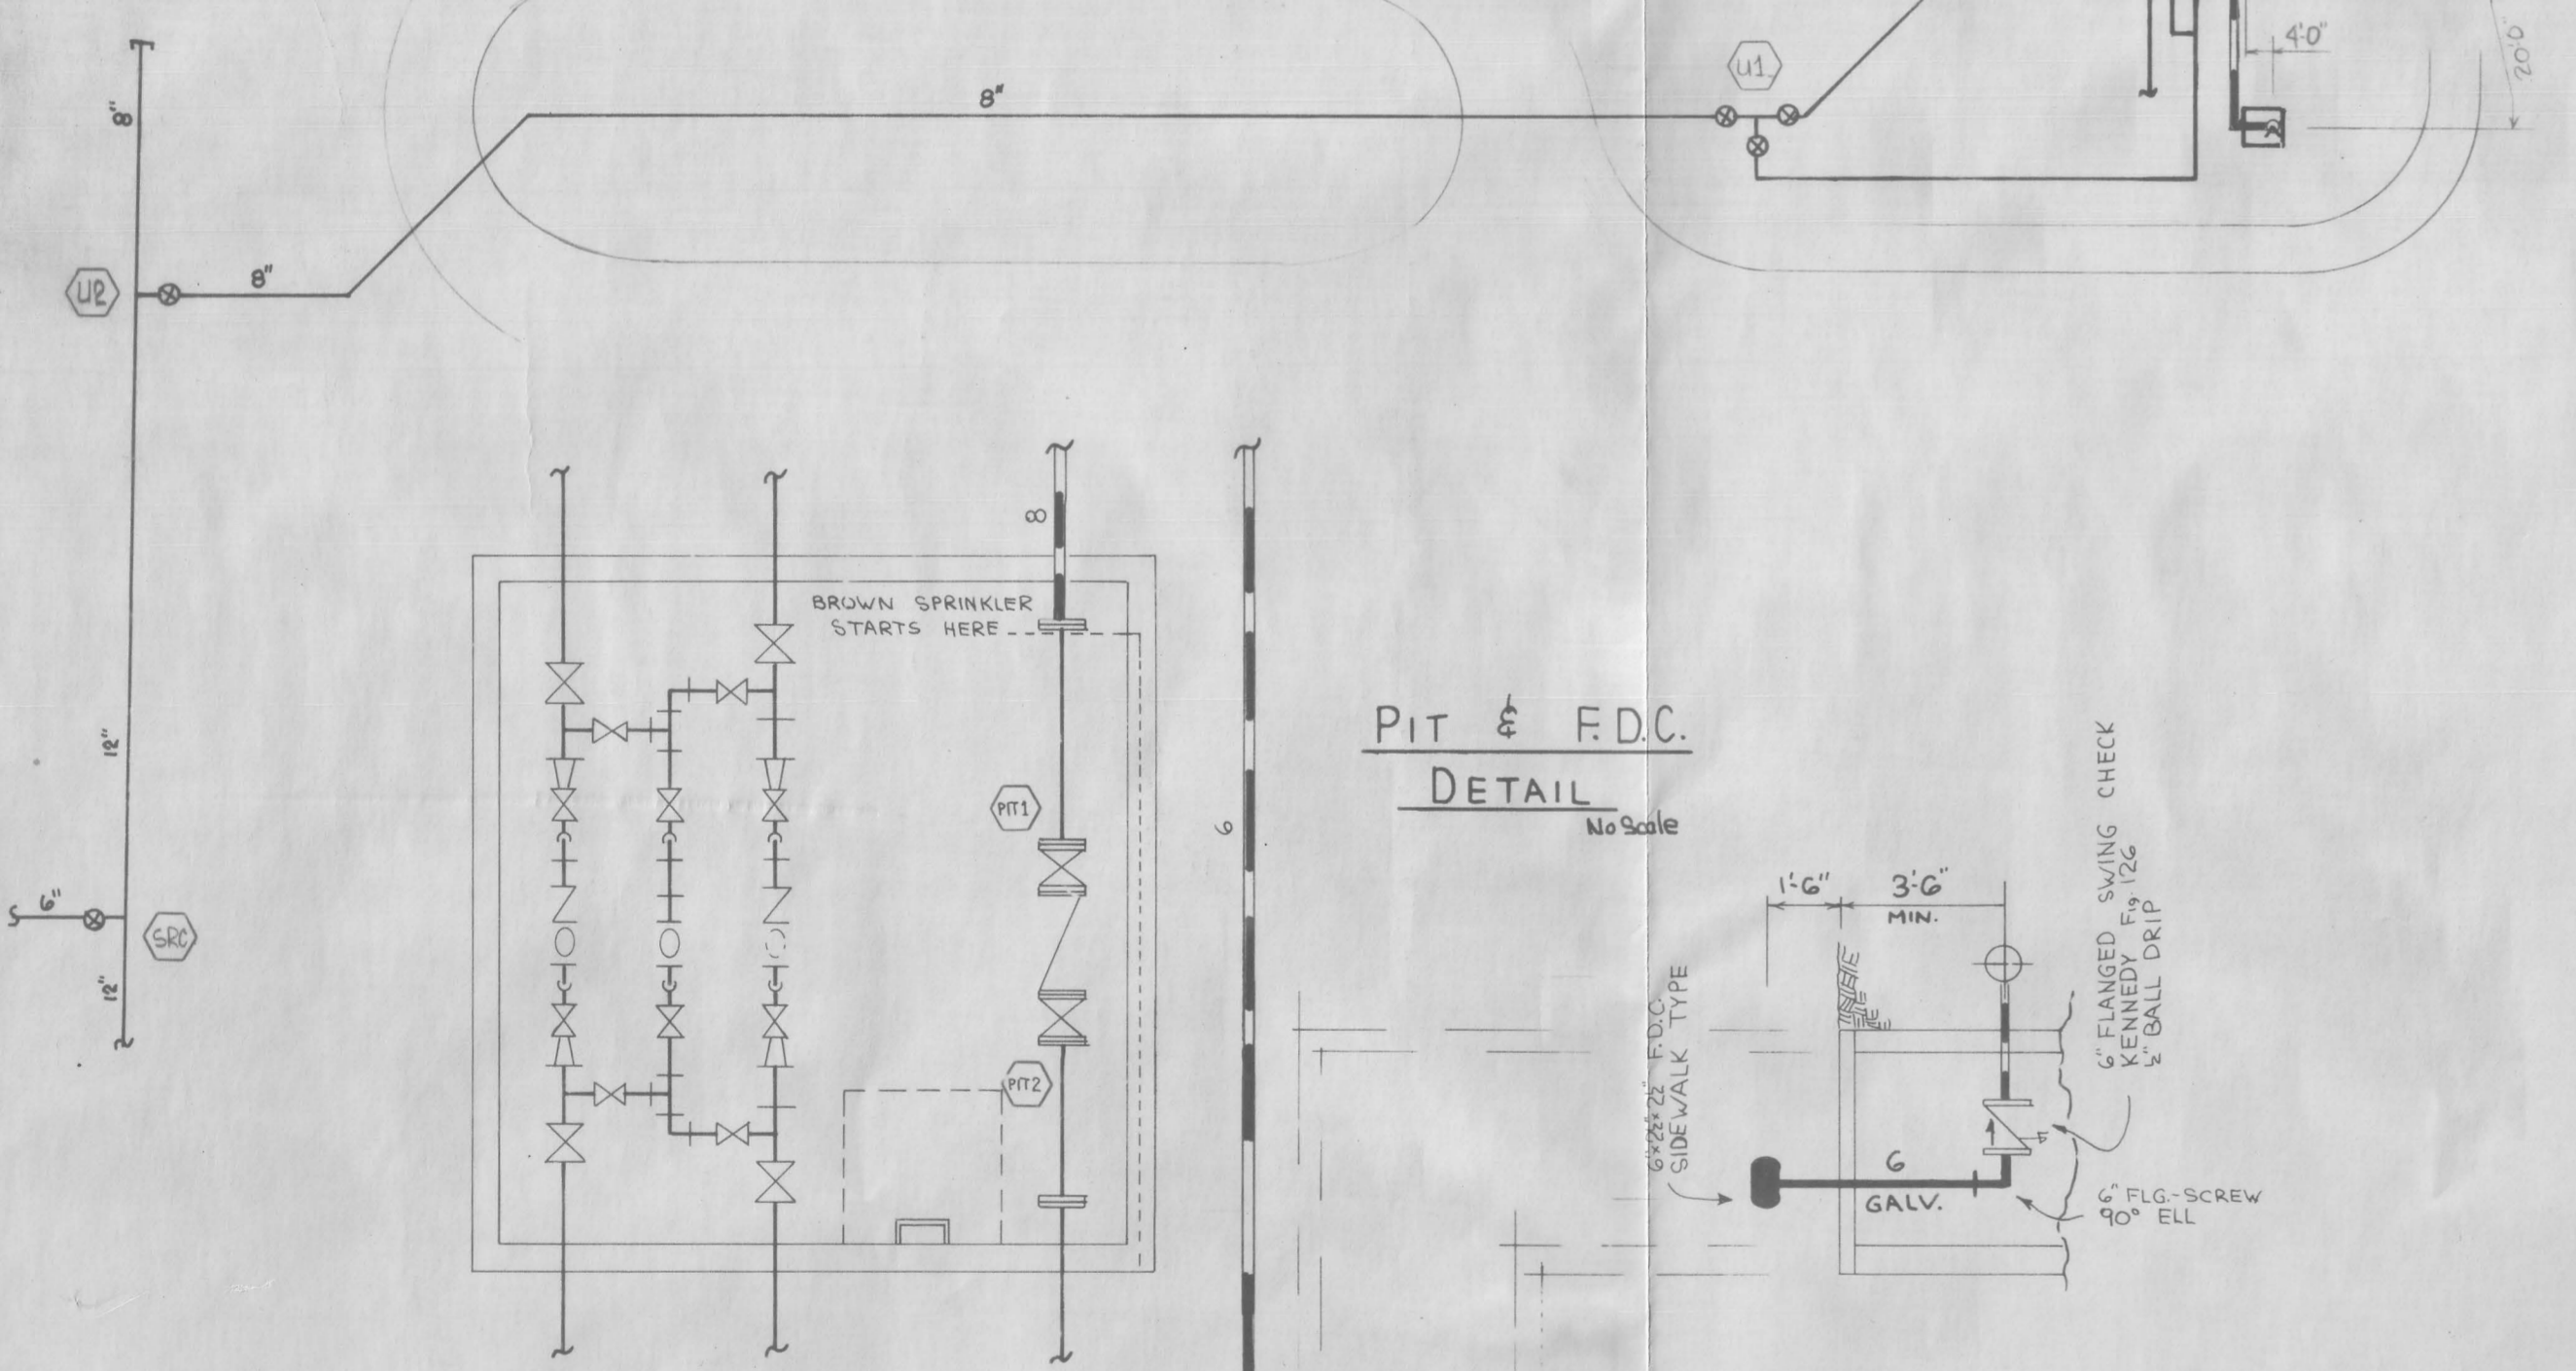 8"
8"
U1
4'-0"
20'-0"
U2
8"
8
BROWN SPRINKLER
STARTS HERE
12"
PIT1
6
PIT & F.D.C.
DETAIL
No Scale
6"
SRC
12"
PIT2
1'-6"
3'-6"
MIN.
6" FLANGED SWING CHECK
KENNEDY Fig. 126
½" BALL DRIP
6"x2½"x2½" F.D.C.
SIDEWALK TYPE
6
GALV.
6" FLG.-SCREW
90° ELL